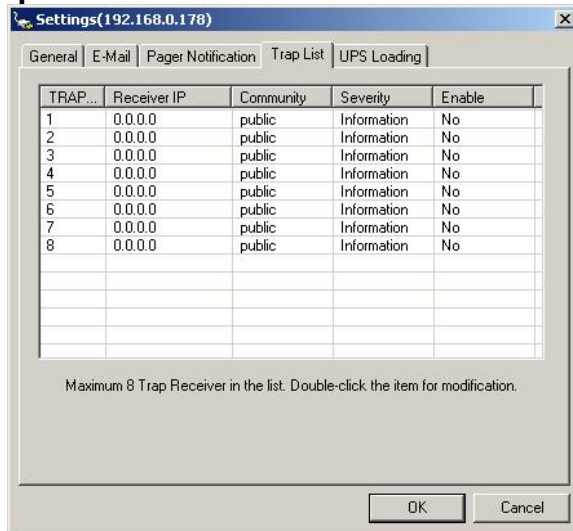 Settings(192.168.0.178)
General E-Mail Pager Notification Trap List UPS Loading
TRAP... Receiver IP Community Severity Enable
1 0.0.0.0 public Information No
2 0.0.0.0 public Information No
3 0.0.0.0 public Information No
4 0.0.0.0 public Information No
5 0.0.0.0 public Information No
6 0.0.0.0 public Information No
7 0.0.0.0 public Information No
8 0.0.0.0 public Information No
Maximum 8 Trap Receiver in the list. Double-click the item for modification.
OK Cancel